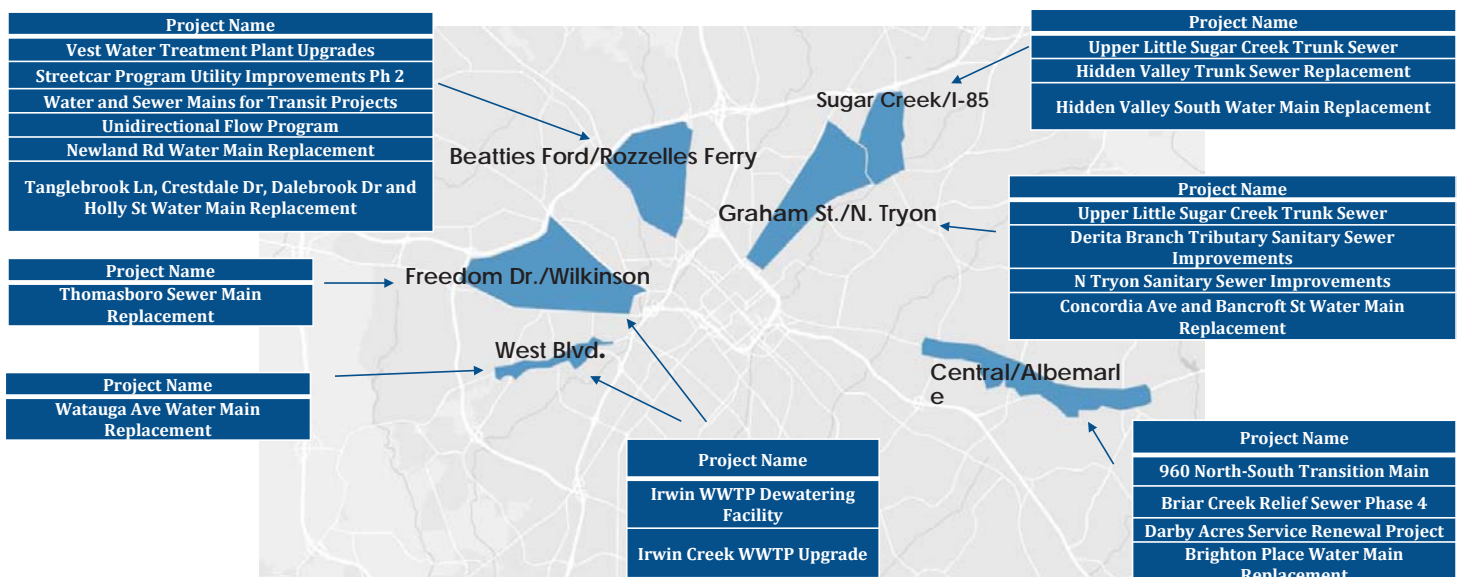 Project Name
Vest Water Treatment Plant Upgrades
Streetcar Program Utility Improvements Ph 2
Water and Sewer Mains for Transit Projects
Unidirectional Flow Program
Newland Rd Water Main Replacement
Tanglebrook Ln, Crestdale Dr, Dalebrook Dr and
Holly St Water Main Replacement
Project Name
Upper Little Sugar Creek Trunk Sewer
Hidden Valley Trunk Sewer Replacement
Hidden Valley South Water Main Replacement
Sugar Creek/I-85
Beatties Ford/Rozzelles Ferry
Graham St./N. Tryon
Project Name
Upper Little Sugar Creek Trunk Sewer
Derita Branch Tributary Sanitary Sewer
Improvements
N Tryon Sanitary Sewer Improvements
Concordia Ave and Bancroft St Water Main
Replacement
Project Name
Thomasboro Sewer Main
Replacement
Freedom Dr./Wilkinson
West Blvd.
Central/Albemarl
e
Project Name
Watauga Ave Water Main
Replacement
Project Name
Irwin WWTP Dewatering
Facility
Irwin Creek WWTP Upgrade
Project Name
960 North-South Transition Main
Briar Creek Relief Sewer Phase 4
Darby Acres Service Renewal Project
Brighton Place Water Main
Replacement